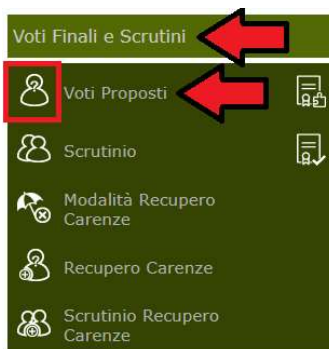 Voti Finali e Scrutini
Voti Proposti
Scrutinio
Modalità Recupero
Carenze
Recupero Carenze
Scrutinio Recupero
Carenze